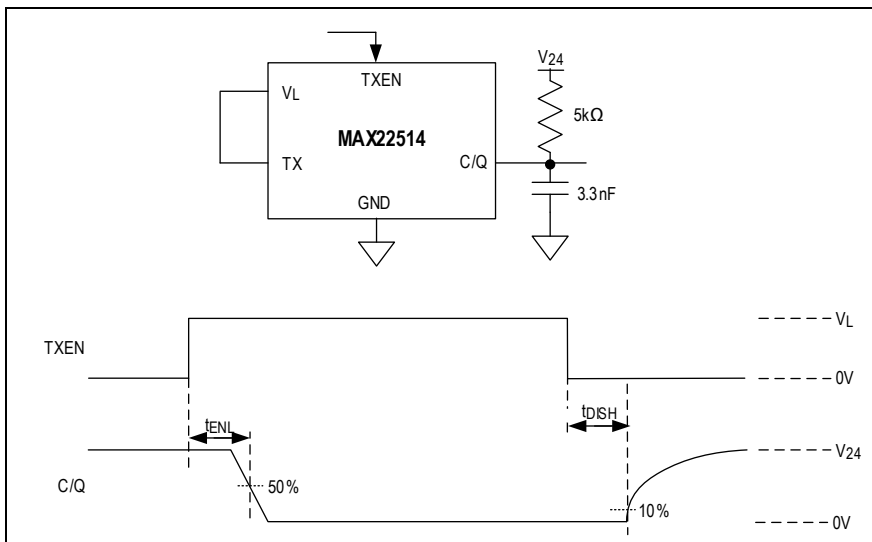 V24
TXEN
VL
5kΩ
MAX22514
TX
C/Q
3.3nF
GND
VL
TXEN
0V
tENL
tDISH
V24
C/Q
50%
10%
0V